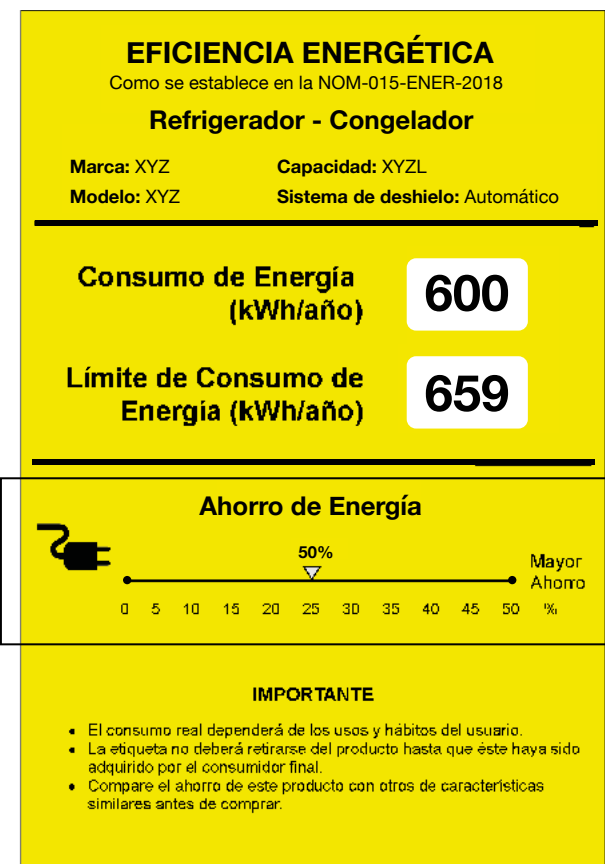 EFICIENCIA ENERGÉTICA
Como se establece en la NOM-015-ENER-2018
Refrigerador - Congelador
Marca: XYZ Capacidad: XYZL
Modelo: XYZ Sistema de deshielo: Automático
Consumo de Energía
(kWh/año)
600
Límite de Consumo de
Energía (kWh/año)
659
Ahorro de Energía
50%
Mayor
Ahorro
0 5 10 15 20 25 30 35 40 45 50 %
IMPORTANTE
• El consumo real dependerá de los usos y hábitos del usuario.
• La etiqueta no deberá retirarse del producto hasta que éste haya sido
adquirido por el consumidor final.
• Compare el ahorro de este producto con otros de características
similares antes de comprar.